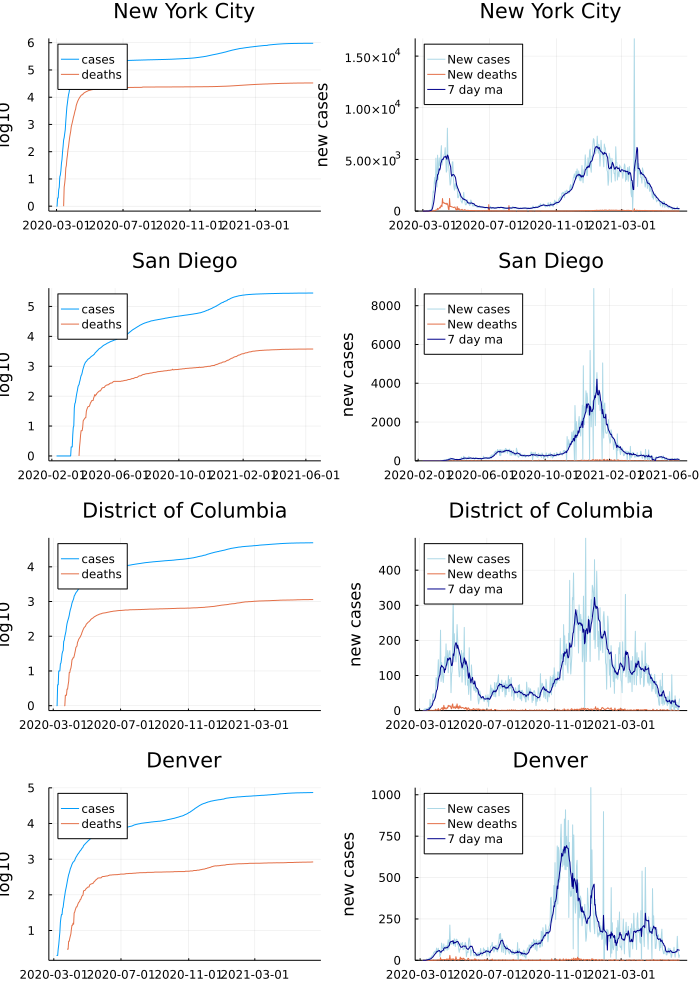 New York City
6
5
4
3
2
1
0
log10
cases
deaths
2020-03-01 2020-07-01 2020-11-01 2021-03-01
New York City
1.50×10⁴
1.00×10⁴
5.00×10³
0
new cases
New cases
New deaths
7 day ma
2020-03-01 2020-07-01 2020-11-01 2021-03-01
San Diego
5
4
3
2
1
0
log10
cases
deaths
2020-02-01 2020-06-01 2020-10-01 2021-02-01 2021-06-01
San Diego
8000
6000
4000
2000
0
new cases
New cases
New deaths
7 day ma
2020-02-01 2020-06-01 2020-10-01 2021-02-01 2021-06-0
District of Columbia
4
3
2
1
0
log10
cases
deaths
2020-03-01 2020-07-01 2020-11-01 2021-03-01
District of Columbia
400
300
200
100
0
new cases
New cases
New deaths
7 day ma
2020-03-01 2020-07-01 2020-11-01 2021-03-01
Denver
5
4
3
2
1
log10
cases
deaths
2020-03-01 2020-07-01 2020-11-01 2021-03-01
Denver
1000
750
500
250
0
new cases
New cases
New deaths
7 day ma
2020-03-01 2020-07-01 2020-11-01 2021-03-01